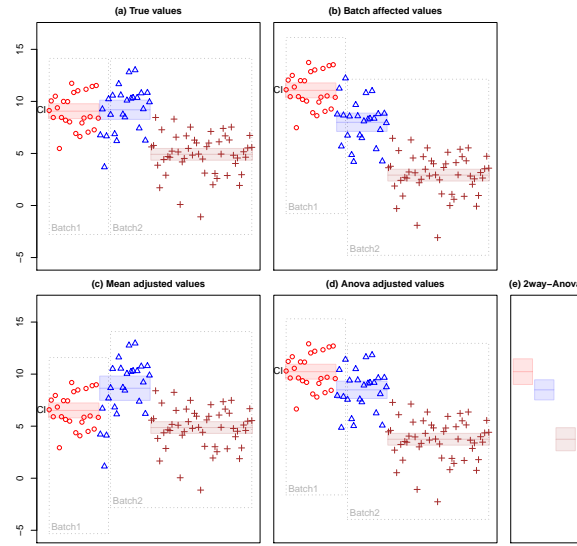 (a) True values
(b) Batch affected values
15
10
5
0
−5
CI
CI
Batch1
Batch2
Batch1
Batch2
(c) Mean adjusted values
(d) Anova adjusted values
(e) 2way−Anova
15
10
5
0
−5
CI
CI
Batch1
Batch2
Batch1
Batch2